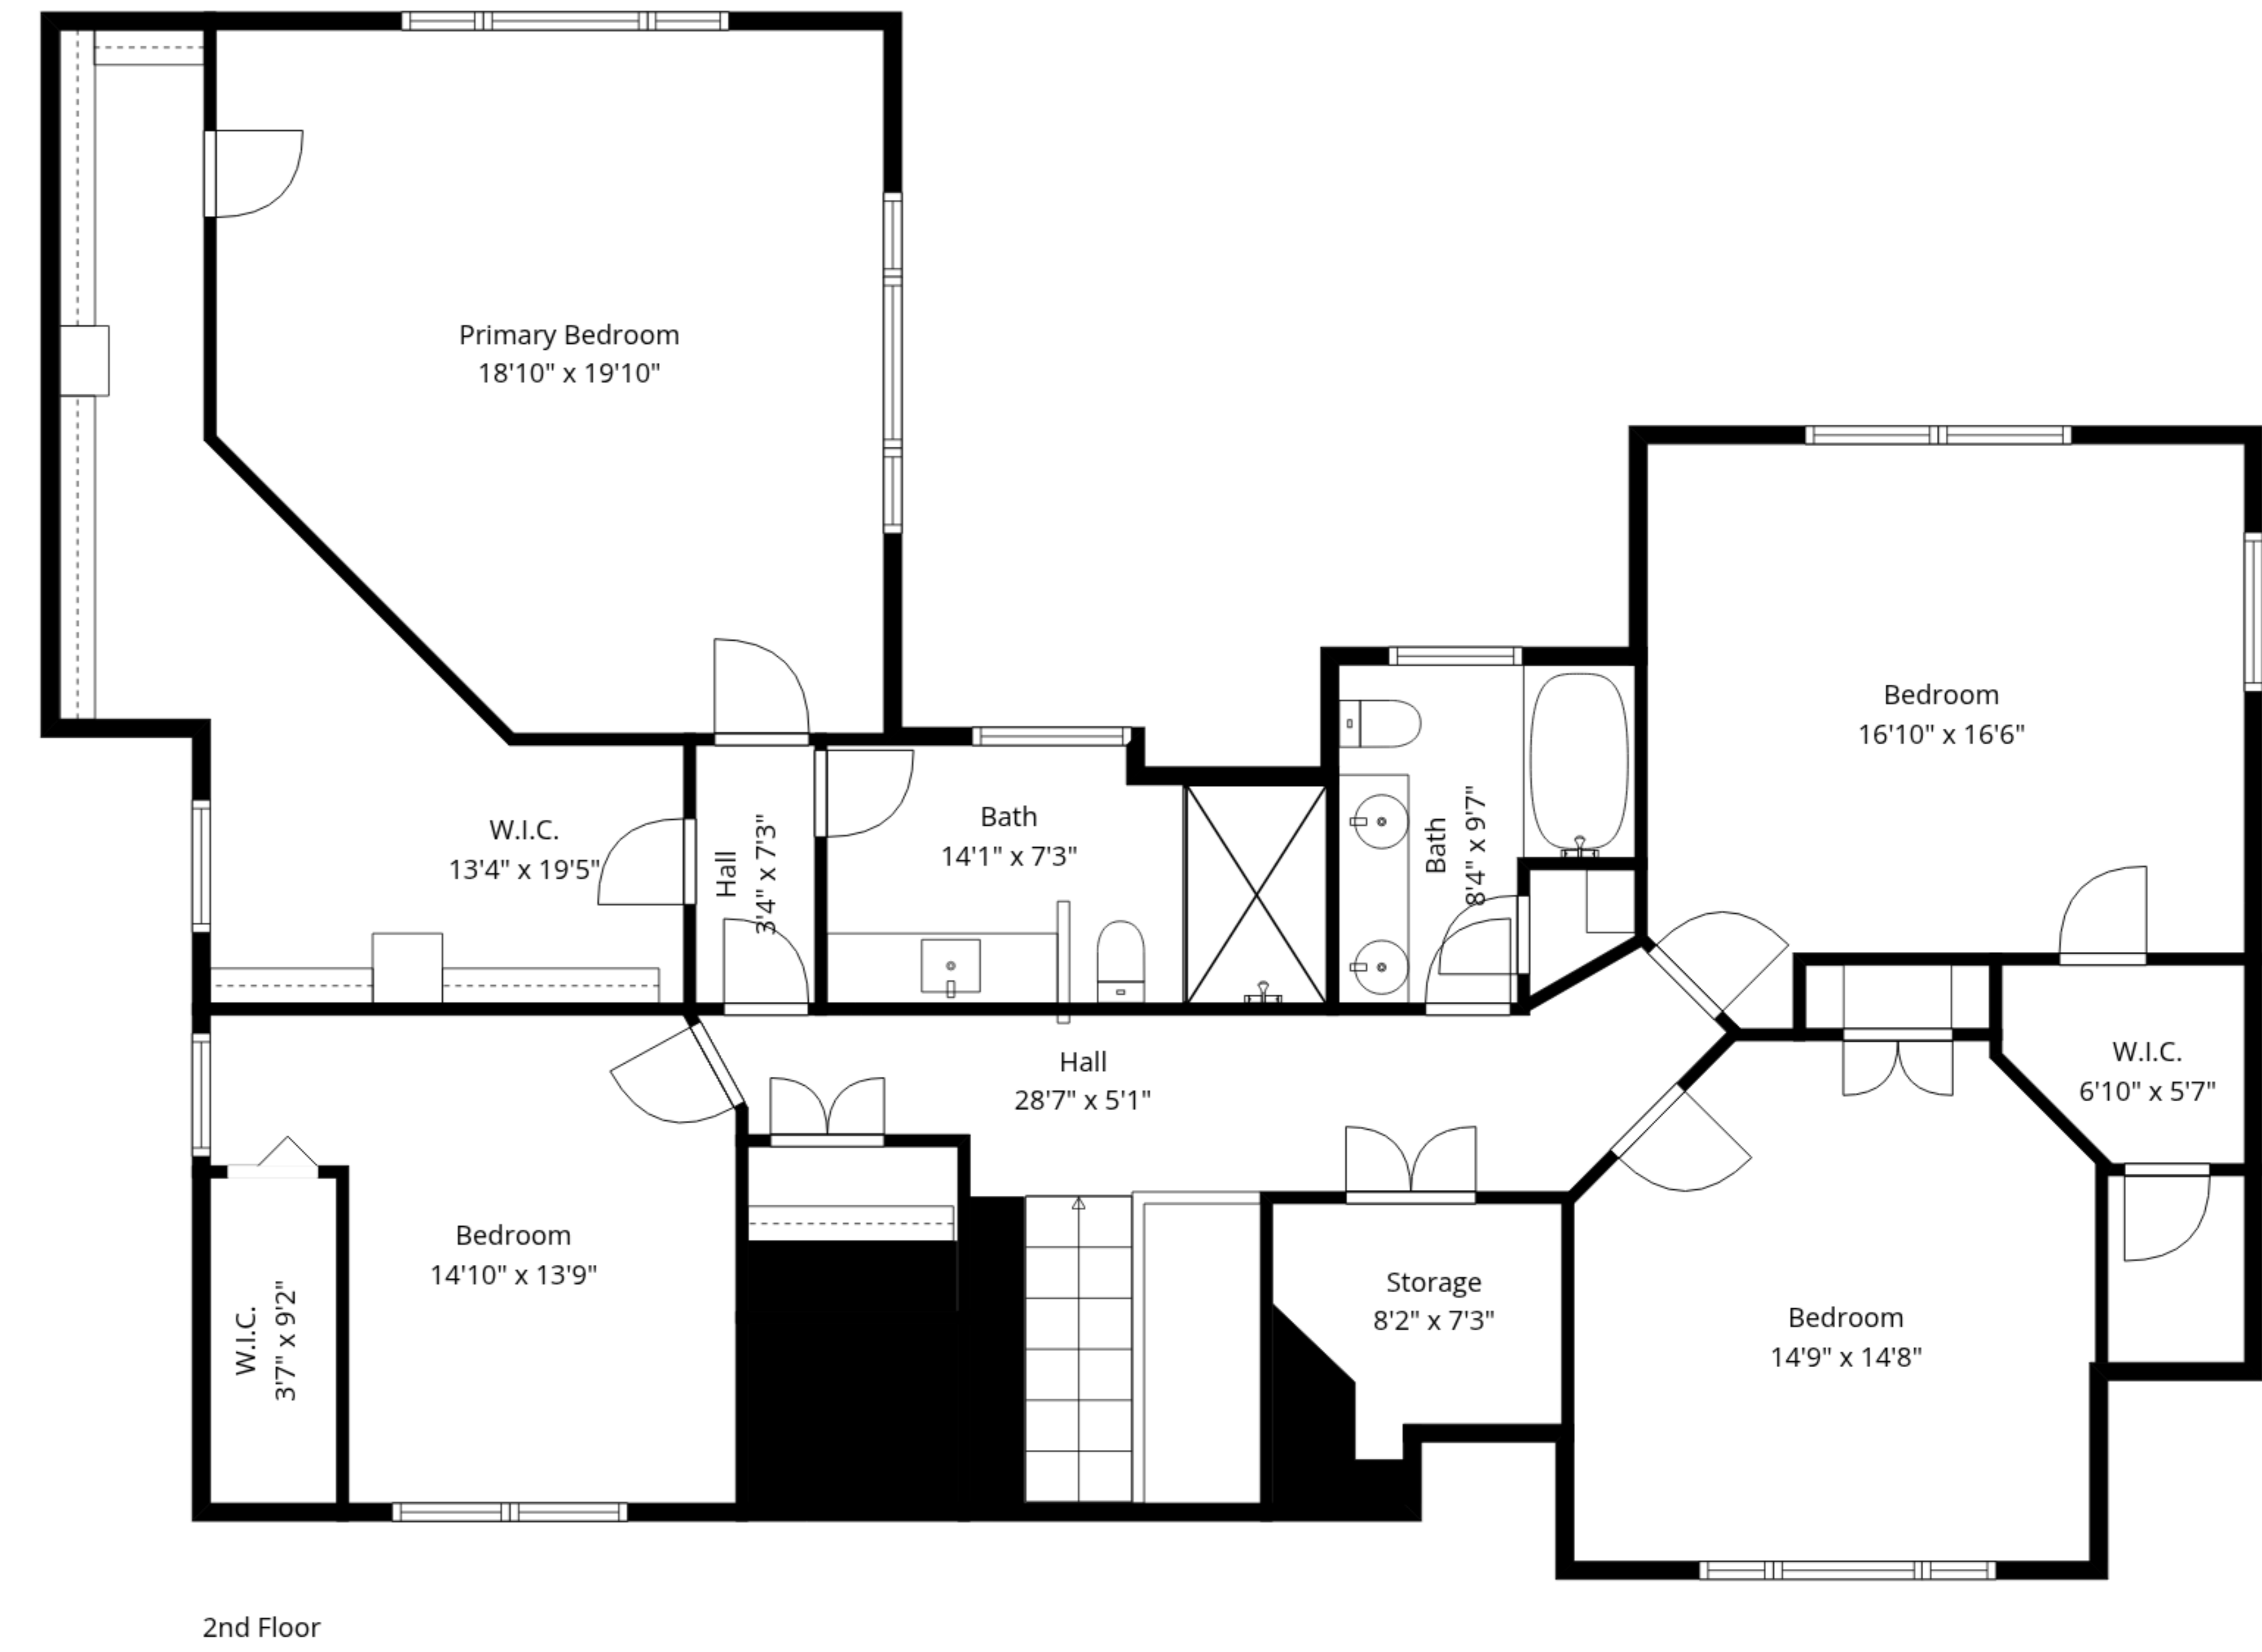 Primary Bedroom
18'10" x 19'10"
Bedroom
16'10" x 16'6"
W.I.C.
13'4" x 19'5"
Hall
3'4" x 7'3"
Bath
14'1" x 7'3"
Bath
8'4" x 9'7"
Hall
28'7" x 5'1"
W.I.C.
6'10" x 5'7"
Bedroom
14'10" x 13'9"
W.I.C.
3'7" x 9'2"
Storage
8'2" x 7'3"
Bedroom
14'9" x 14'8"
2nd Floor